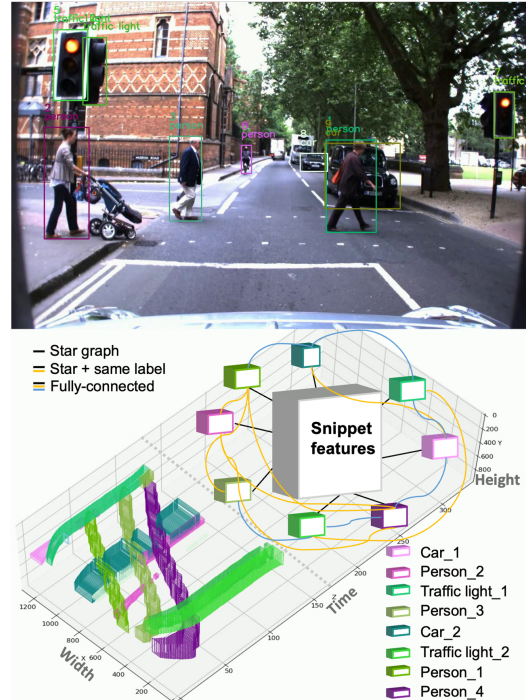 Traffic light
Traffic light
person
person
person
Star graph
Star + same label
Fully-connected
Snippet
features
0
200
400 Y
600
800
Height
300
250
200
150
Time
100
50
1200
1000
800
600
400
200
x
z
Width
Car_1
Person_2
Traffic light_1
Person_3
Car_2
Traffic light_2
Person_1
Person_4